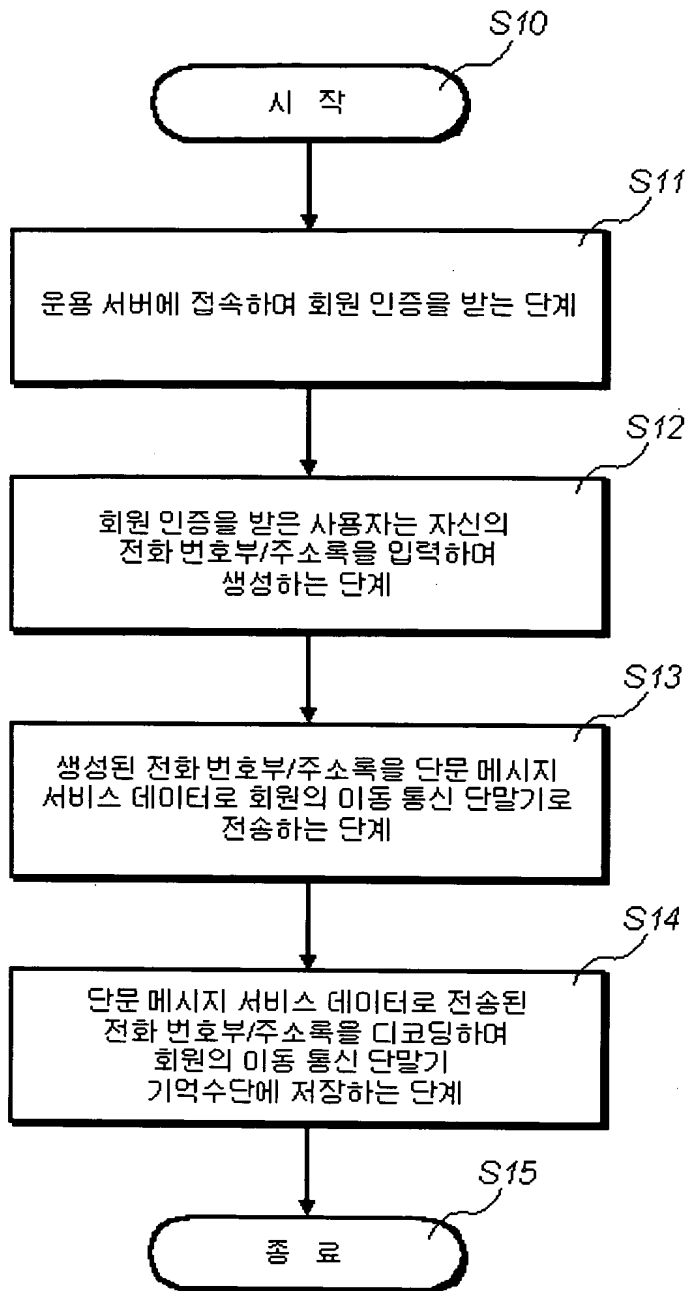 S10
시 작
S11
운용 서버에 접속하여 회원 인증을 받는 단계
S12
회원 인증을 받은 사용자는 자신의
전화 번호부/주소록을 입력하여
생성하는 단계
S13
생성된 전화 번호부/주소록을 단문 메시지
서비스 데이터로 회원의 이동 통신 단말기로
전송하는 단계
S14
단문 메시지 서비스 데이터로 전송된
전화 번호부/주소록을 디코딩하여
회원의 이동 통신 단말기
기억수단에 저장하는 단계
S15
종 료